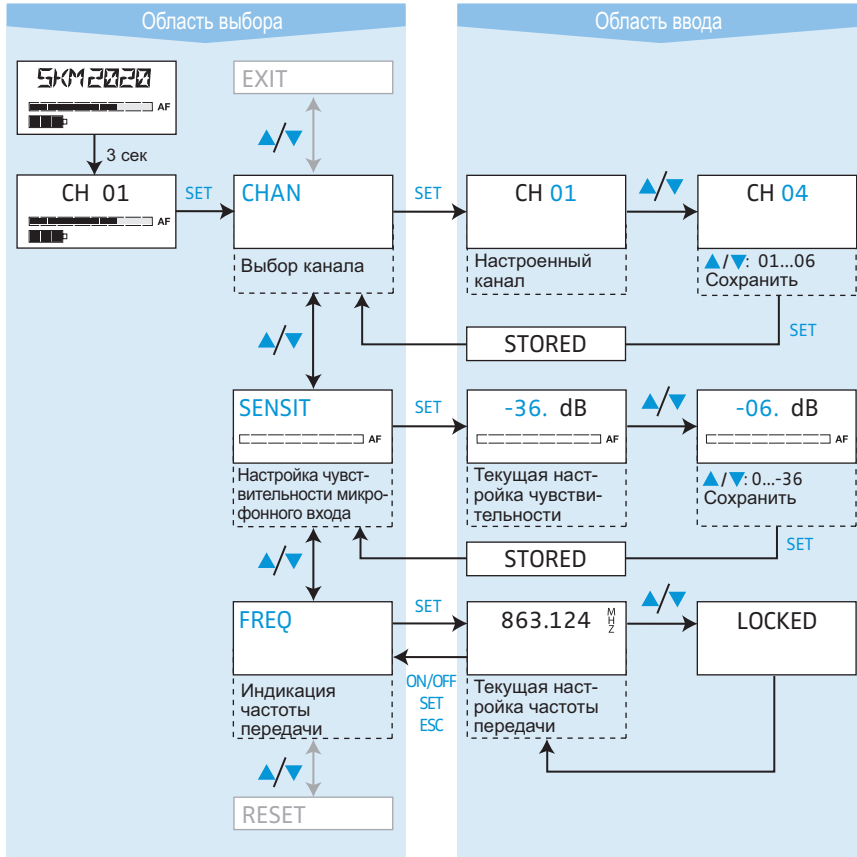 Область выбора
Область ввода
SKM2020
AF
3 сек
CH 01
AF
SET
EXIT
▲/▼
CHAN
Выбор канала
SET
CH 01
Настроенный
канал
▲/▼
CH 04
▲/▼: 01...06
Сохранить
SET
STORED
▲/▼
SENSIT
AF
Настройка чувст-
вительности микро-
фонного входа
SET
-36. dB
AF
Текущая наст-
ройка чувстви-
тельности
▲/▼
-06. dB
AF
▲/▼: 0...-36
Сохранить
SET
STORED
▲/▼
FREQ
Индикация
частоты
передачи
SET
ON/OFF
SET
ESC
863.124 MHZ
Текущая наст-
ройка частоты
передачи
▲/▼
LOCKED
▲/▼
RESET